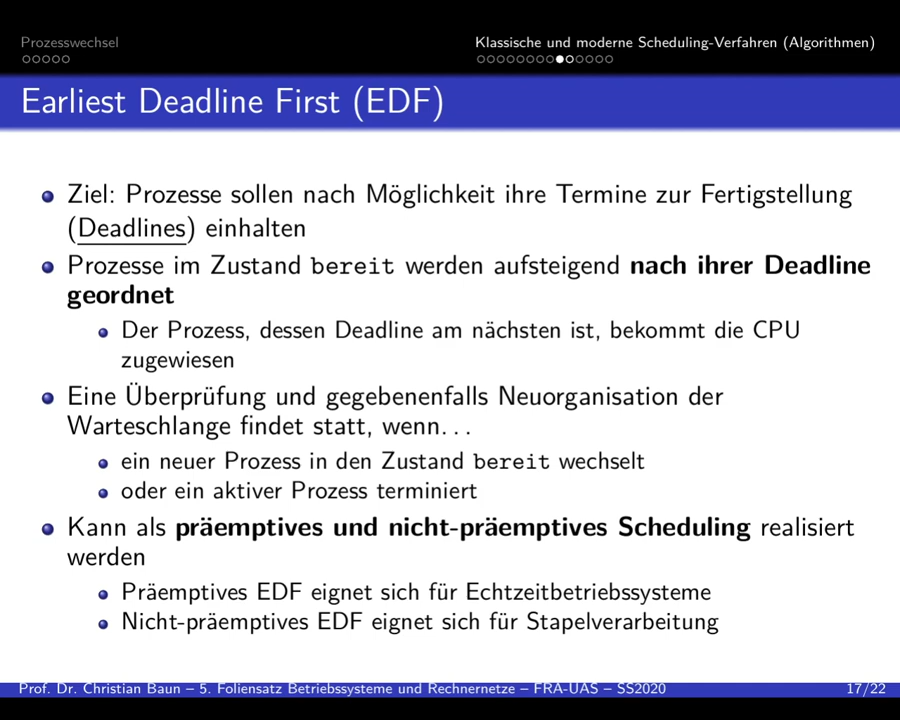 Prozesswechsel
Klassische und moderne Scheduling-Verfahren (Algorithmen)
Earliest Deadline First (EDF)
Ziel: Prozesse sollen nach Möglichkeit ihre Termine zur Fertigstellung
(Deadlines) einhalten
Prozesse im Zustand bereit werden aufsteigend nach ihrer Deadline
geordnet
Der Prozess, dessen Deadline am nächsten ist, bekommt die CPU
zugewiesen
Eine Überprüfung und gegebenenfalls Neuorganisation der
Warteschlange findet statt, wenn...
ein neuer Prozess in den Zustand bereit wechselt
oder ein aktiver Prozess terminiert
Kann als präemptives und nicht-präemptives Scheduling realisiert
werden
Präemptives EDF eignet sich für Echtzeitbetriebssysteme
Nicht-präemptives EDF eignet sich für Stapelverarbeitung
Prof. Dr. Christian Baun – 5. Foliensatz Betriebssysteme und Rechnernetze – FRA-UAS – SS2020
17/22